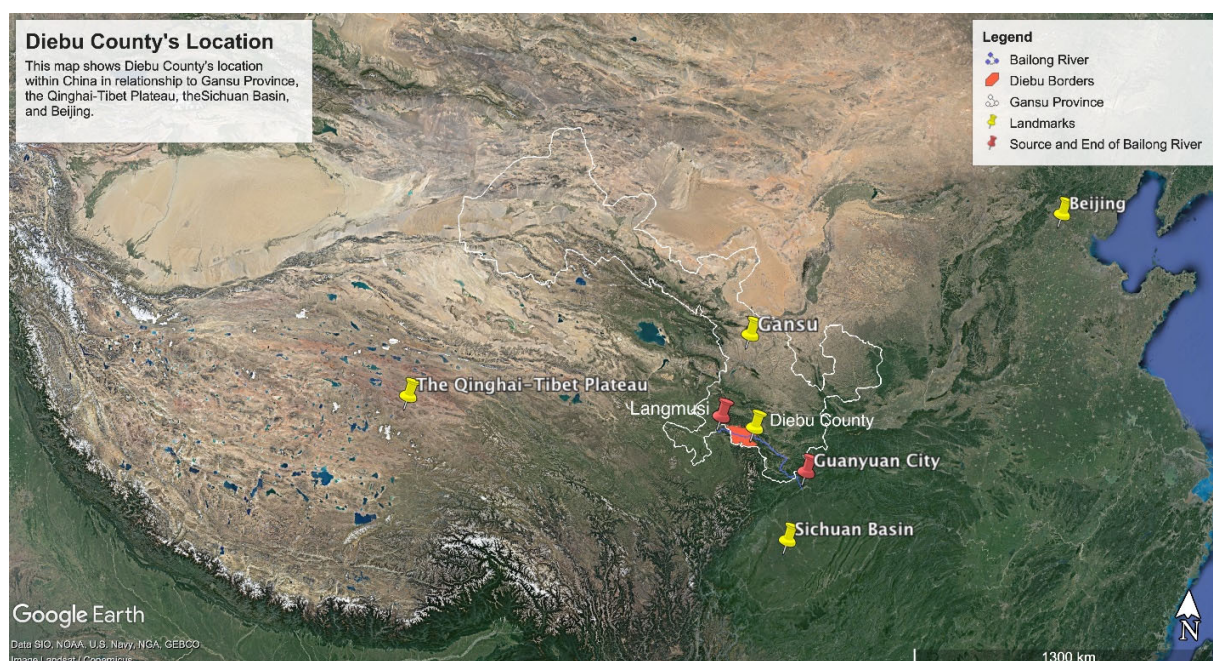 Diebu County's Location
This map shows Diebu County's location
within China in relationship to Gansu Province,
the Qinghai-Tibet Plateau, theSichuan Basin,
and Beijing.
Legend
Bailong River
Diebu Borders
Gansu Province
Landmarks
Source and End of Bailong River
Beijing
Gansu
The Qinghai-Tibet Plateau
Langmusi
Diebu County
Guanyuan City
Sichuan Basin
Google Earth
Data SIO, NOAA, U.S. Navy, NGA, GEBCO
Image Landsat / Copernicus
N
1300 km